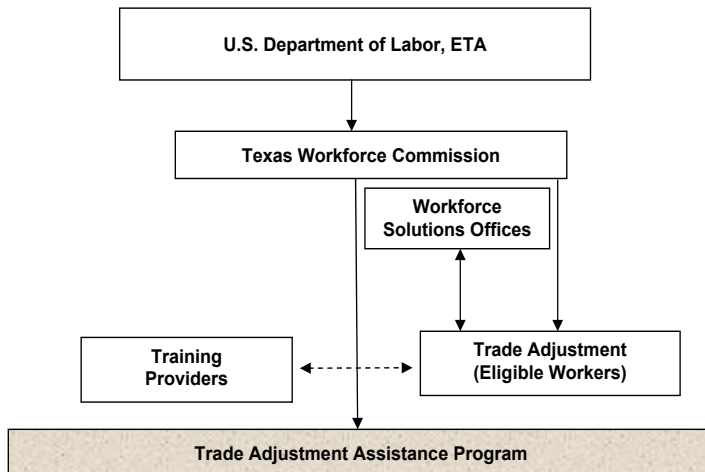 U.S. Department of Labor, ETA
Texas Workforce Commission
Workforce
Solutions Offices
Training
Providers
Trade Adjustment
(Eligible Workers)
Trade Adjustment Assistance Program